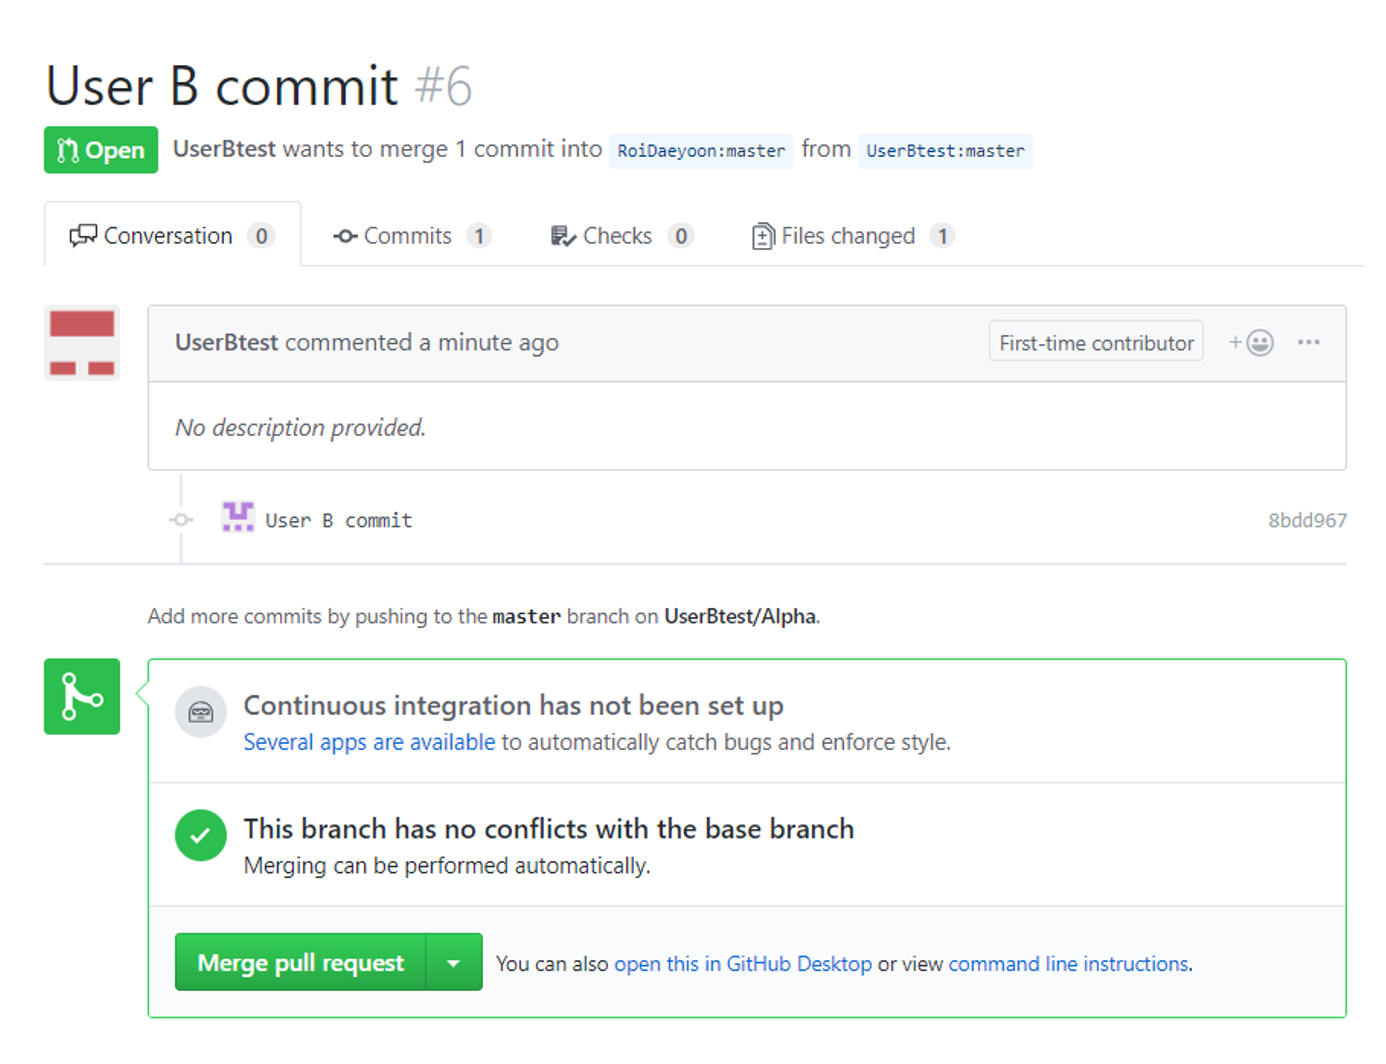 User B commit #6
Open UserBtest wants to merge 1 commit into RoiDaeyoon:master from UserBtest:master
Conversation 0 Commits 1 Checks 0 Files changed 1
UserBtest commented a minute ago First-time contributor + ···
No description provided.
User B commit 8bdd967
Add more commits by pushing to the master branch on UserBtest/Alpha.
Continuous integration has not been set up
Several apps are available to automatically catch bugs and enforce style.
This branch has no conflicts with the base branch
Merging can be performed automatically.
Merge pull request You can also open this in GitHub Desktop or view command line instructions.